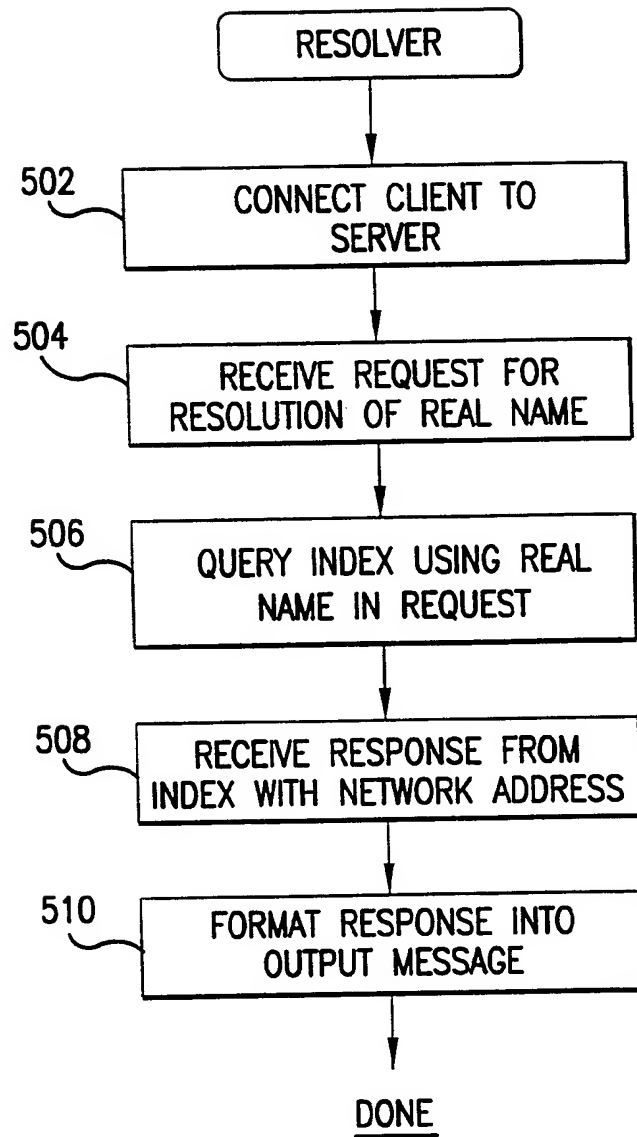 RESOLVER
502
CONNECT CLIENT TO
SERVER
504
RECEIVE REQUEST FOR
RESOLUTION OF REAL NAME
506
QUERY INDEX USING REAL
NAME IN REQUEST
508
RECEIVE RESPONSE FROM
INDEX WITH NETWORK ADDRESS
510
FORMAT RESPONSE INTO
OUTPUT MESSAGE
DONE